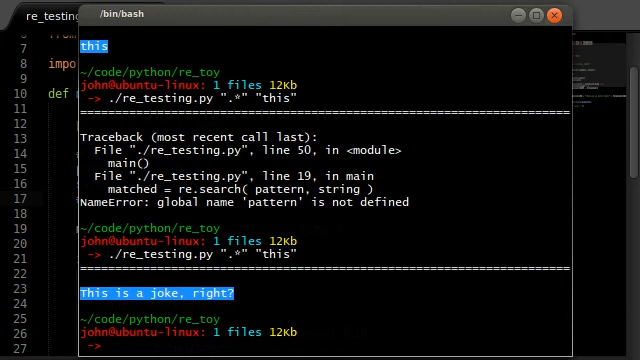 re_testing
/bin/bash
6 from
7
8 impo
9
10 def
11
12
13
14
15
16
17
18
19
20
21
22
23
24
25
26
27
this
~/code/python/re_toy
john@ubuntu-linux: 1 files 12Kb
-> ./re_testing.py ".*" "this"
======================================================================
Traceback (most recent call last):
File "./re_testing.py", line 50, in <module>
main()
File "./re_testing.py", line 19, in main
matched = re.search( pattern, string )
NameError: global name 'pattern' is not defined
~/code/python/re_toy
john@ubuntu-linux: 1 files 12Kb
-> ./re_testing.py ".*" "this"
======================================================================
This is a joke, right?
~/code/python/re_toy
john@ubuntu-linux: 1 files 12Kb
->